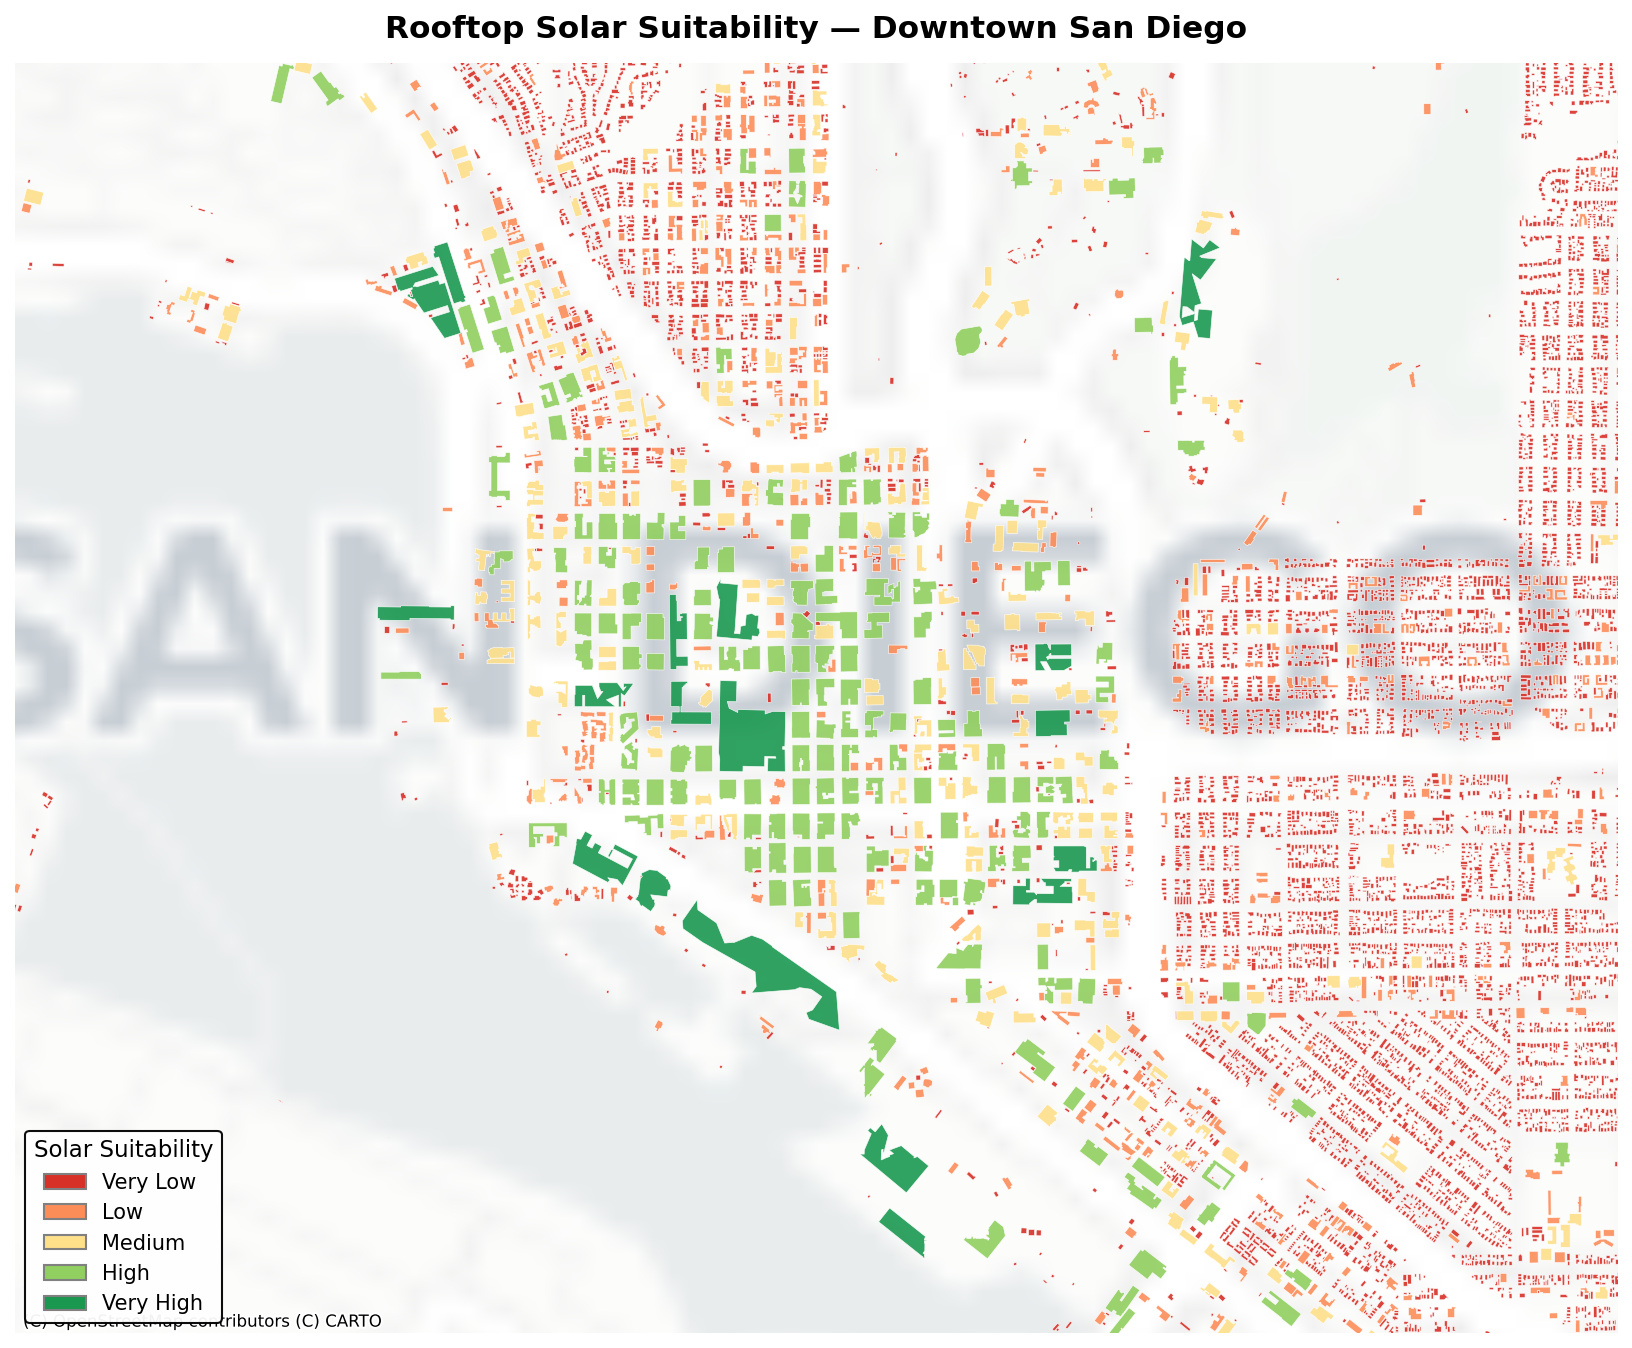 Rooftop Solar Suitability — Downtown San Diego
SAN DIEGO
Solar Suitability
Very Low
Low
Medium
High
Very High
(C) OpenStreetMap contributors (C) CARTO